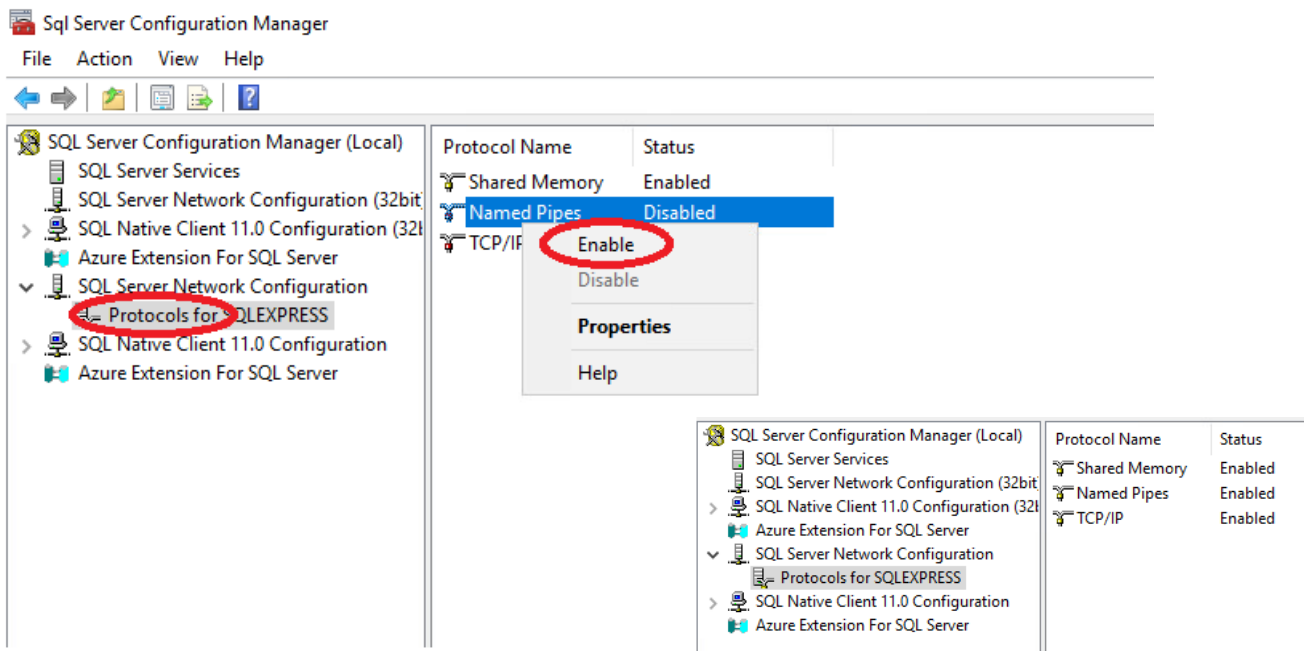 Sql Server Configuration Manager
File Action View Help
SQL Server Configuration Manager (Local)
SQL Server Services
SQL Server Network Configuration (32bit
SQL Native Client 11.0 Configuration (32b
Azure Extension For SQL Server
SQL Server Network Configuration
Protocols for SQLEXPRESS
SQL Native Client 11.0 Configuration
Azure Extension For SQL Server
Protocol Name Status
Shared Memory Enabled
Named Pipes Disabled
TCP/IP
Enable
Disable
Properties
Help
SQL Server Configuration Manager (Local)
SQL Server Services
SQL Server Network Configuration (32bit
SQL Native Client 11.0 Configuration (32b
Azure Extension For SQL Server
SQL Server Network Configuration
Protocols for SQLEXPRESS
SQL Native Client 11.0 Configuration
Azure Extension For SQL Server
Protocol Name Status
Shared Memory Enabled
Named Pipes Enabled
TCP/IP Enabled